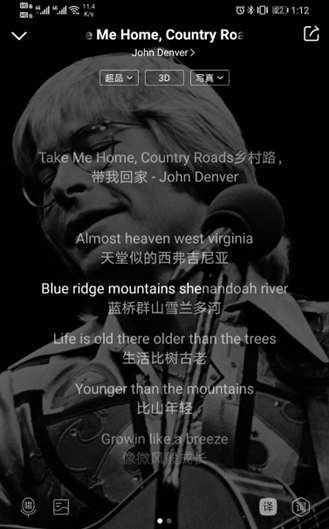 11.4
K/s
1:12
e Me Home, Country Roa
John Denver
超品
3D
写真
Take Me Home, Country Roads乡村路，
带我回家 - John Denver
Almost heaven west virginia
天堂似的西弗吉尼亚
Blue ridge mountains shenandoah river
蓝桥群山雪兰多河
Life is old there older than the trees
生活比树古老
Younger than the mountains
比山年轻
Growin like a breeze
像微风般成长
译
词